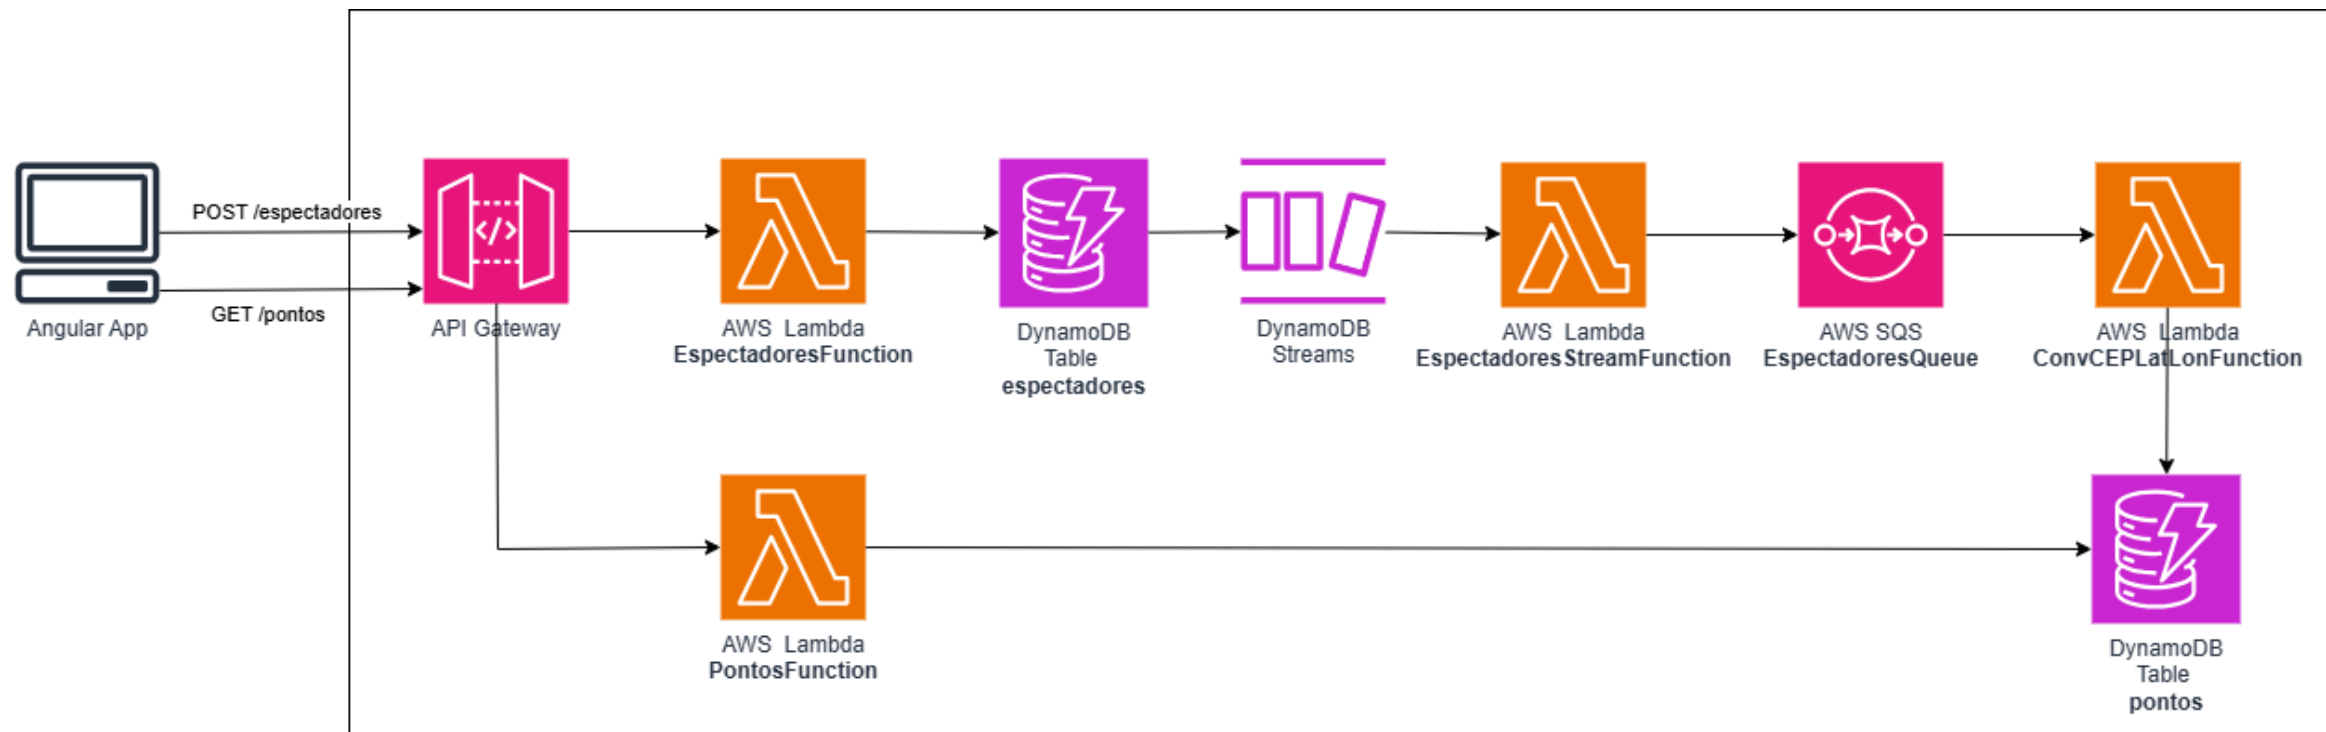 POST /espectadores
GET /pontos
Angular App
API Gateway
AWS Lambda
EspectadoresFunction
DynamoDB
Table
espectadores
DynamoDB
Streams
AWS Lambda
EspectadoresStreamFunction
AWS SQS
EspectadoresQueue
AWS Lambda
ConvCEPLatLonFunction
AWS Lambda
PontosFunction
DynamoDB
Table
pontos